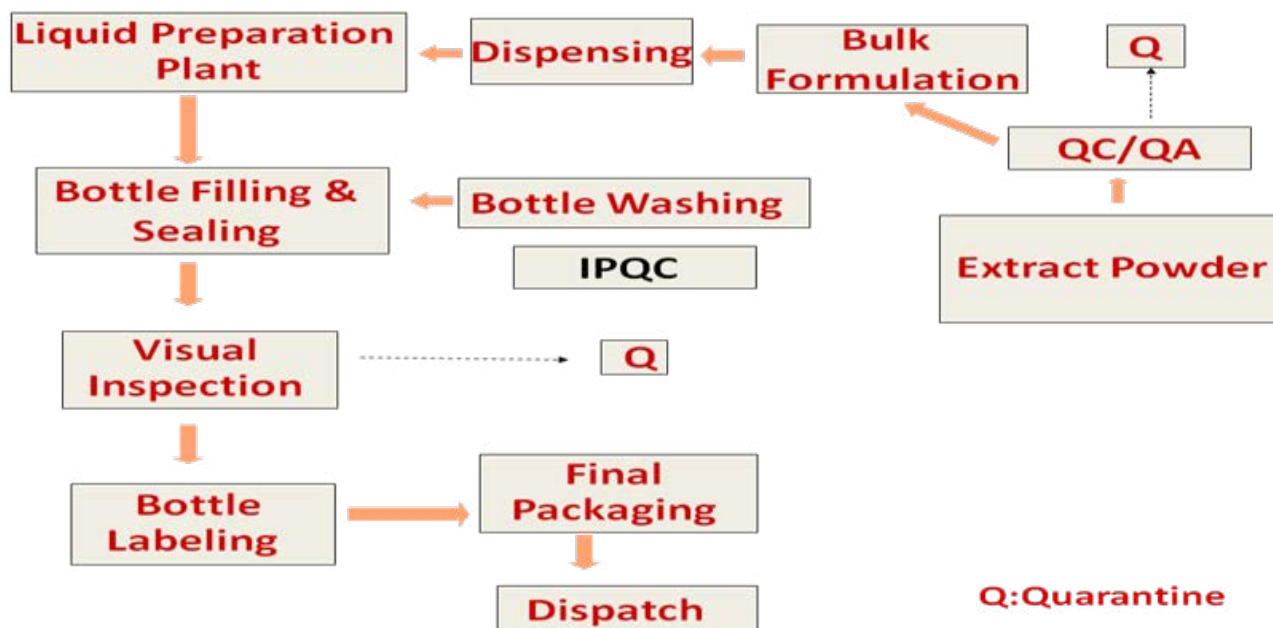 Liquid Preparation
Plant
Dispensing
Bulk
Formulation
Q
QC/QA
Bottle Filling &
Sealing
Bottle Washing
IPQC
Extract Powder
Visual
Inspection
Q
Bottle
Labeling
Final
Packaging
Dispatch
Q:Quarantine